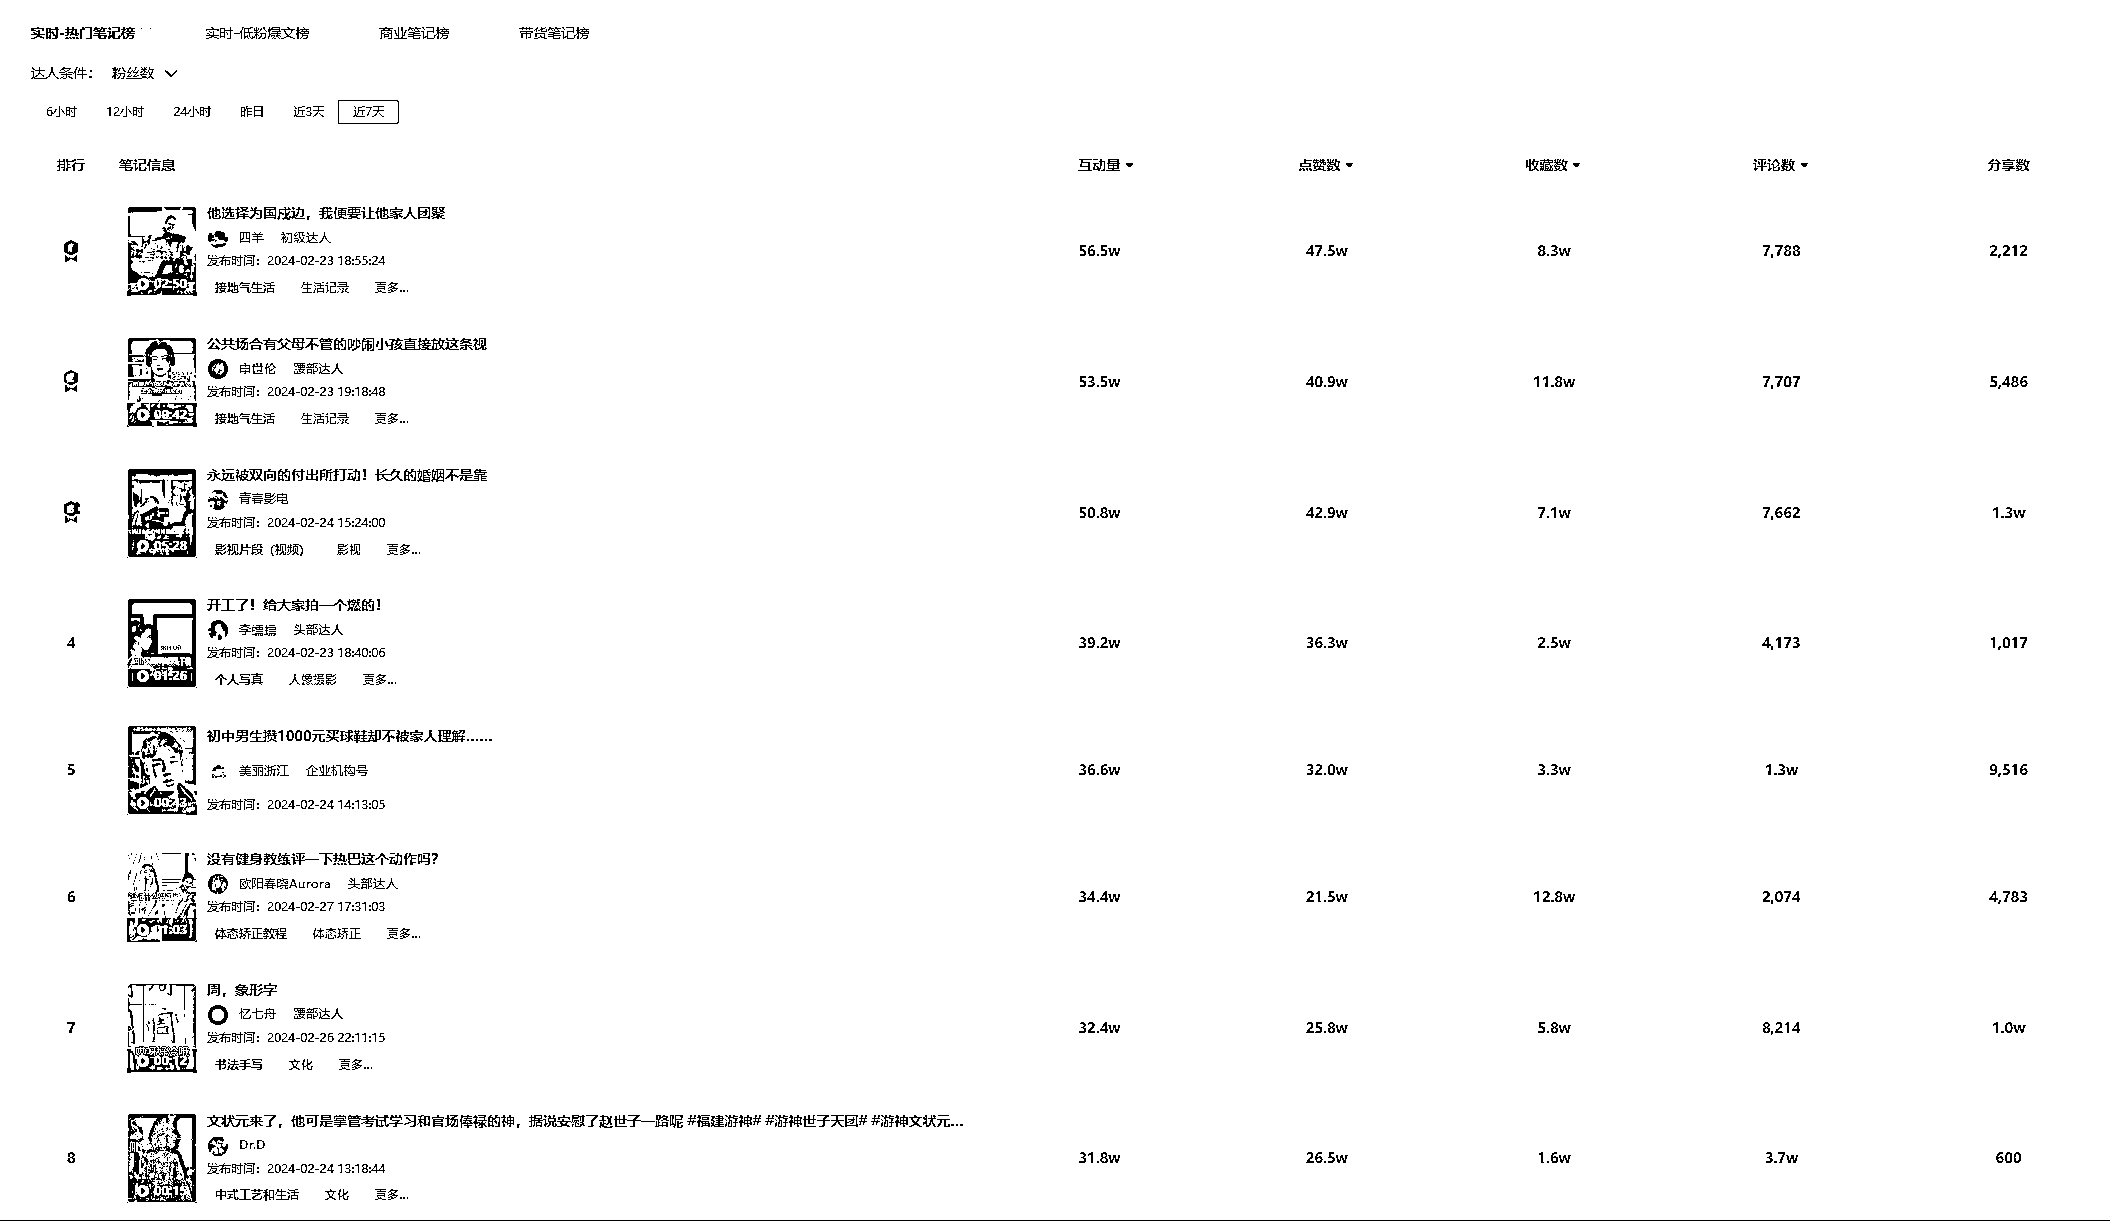 实时-热门笔记榜 实时-低粉爆文榜 商业笔记榜 带货笔记榜
达人条件： 粉丝数
6小时 12小时 24小时 昨日 近3天 近7天
排行 笔记信息 互动量 点赞数 收藏数 评论数 分享数
他选择为国戍边，我便要让他家人团聚
四羊 初级达人
发布时间：2024-02-23 18:55:24
接地气生活 生活记录 更多...
02:50
56.5w 47.5w 8.3w 7,788 2,212
公共场合有父母不管的吵闹小孩直接放这条视
申世伦 腰部达人
发布时间：2024-02-23 19:18:48
接地气生活 生活记录 更多...
00:42
53.5w 40.9w 11.8w 7,707 5,486
永远被双向的付出所打动！长久的婚姻不是靠
青春影电
发布时间：2024-02-24 15:24:00
影视片段（视频） 影视 更多...
05:28
50.8w 42.9w 7.1w 7,662 1.3w
4
开工了！给大家拍一个燃的！
头部达人
发布时间：2024-02-23 18:40:06
个人写真 人像摄影 更多...
01:26
39.2w 36.3w 2.5w 4,173 1,017
5
初中男生攒1000元买球鞋却不被家人理解……
美丽浙江 企业机构号
发布时间：2024-02-24 14:13:05
36.6w 32.0w 3.3w 1.3w 9,516
6
没有健身教练评一下热巴这个动作吗？
欧阳春晓Aurora 头部达人
发布时间：2024-02-27 17:31:03
体态矫正教程 体态矫正 更多...
01:03
34.4w 21.5w 12.8w 2,074 4,783
7
周，象形字
忆七舟 腰部达人
发布时间：2024-02-26 22:11:15
书法手写 文化 更多...
00:12
32.4w 25.8w 5.8w 8,214 1.0w
8
文状元来了，他可是掌管考试学习和官场俸禄的神，据说安慰了赵世子一路呢 #福建游神# #游神世子天团# #游神文状元...
Dr.D
发布时间：2024-02-24 13:18:44
中式工艺和生活 文化 更多...
00:15
31.8w 26.5w 1.6w 3.7w 600